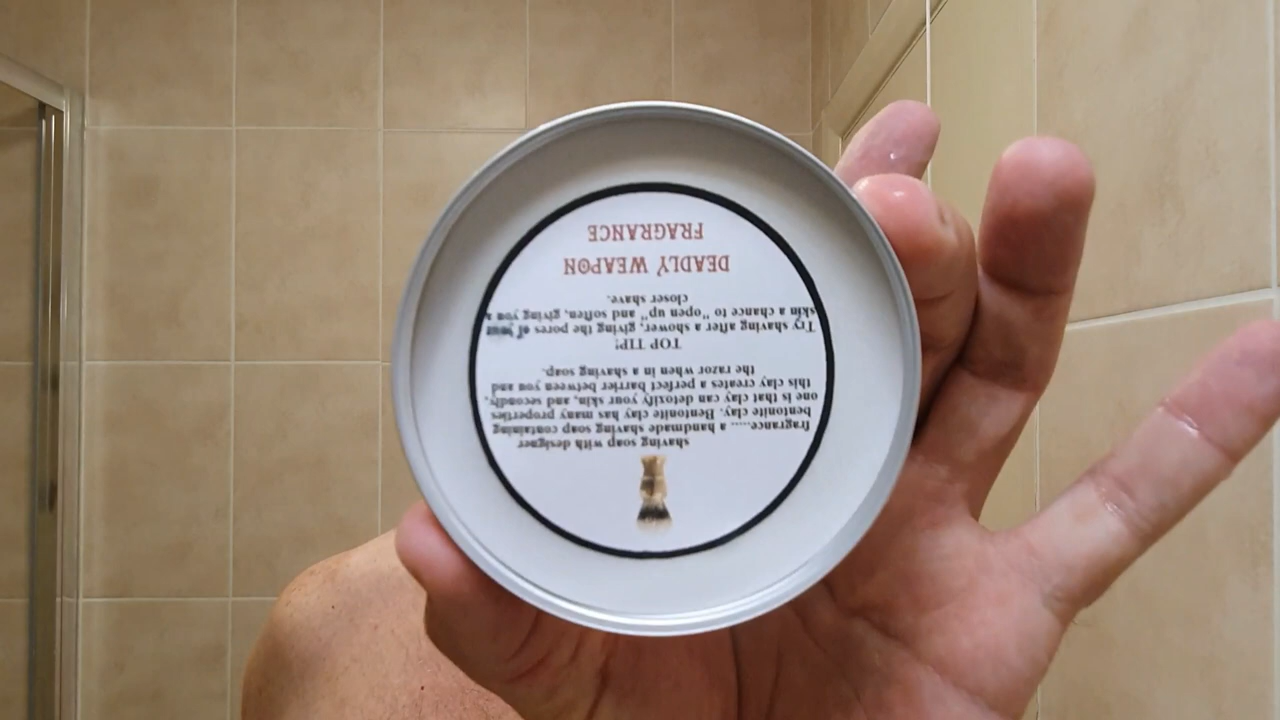 shaving soap with designer
fragrance..... a handmade shaving soap containing
bentonite clay. Bentonite clay has many properties
one is that clay can detoxify your skin, and secondly,
this clay creates a perfect barrier between you and
the razor when in a shaving soap.
TOP TIP!
Try shaving after a shower, giving the pores of your
skin a chance to "open up" and soften, giving you a
closer shave.
DEADLY WEAPON
FRAGRANCE